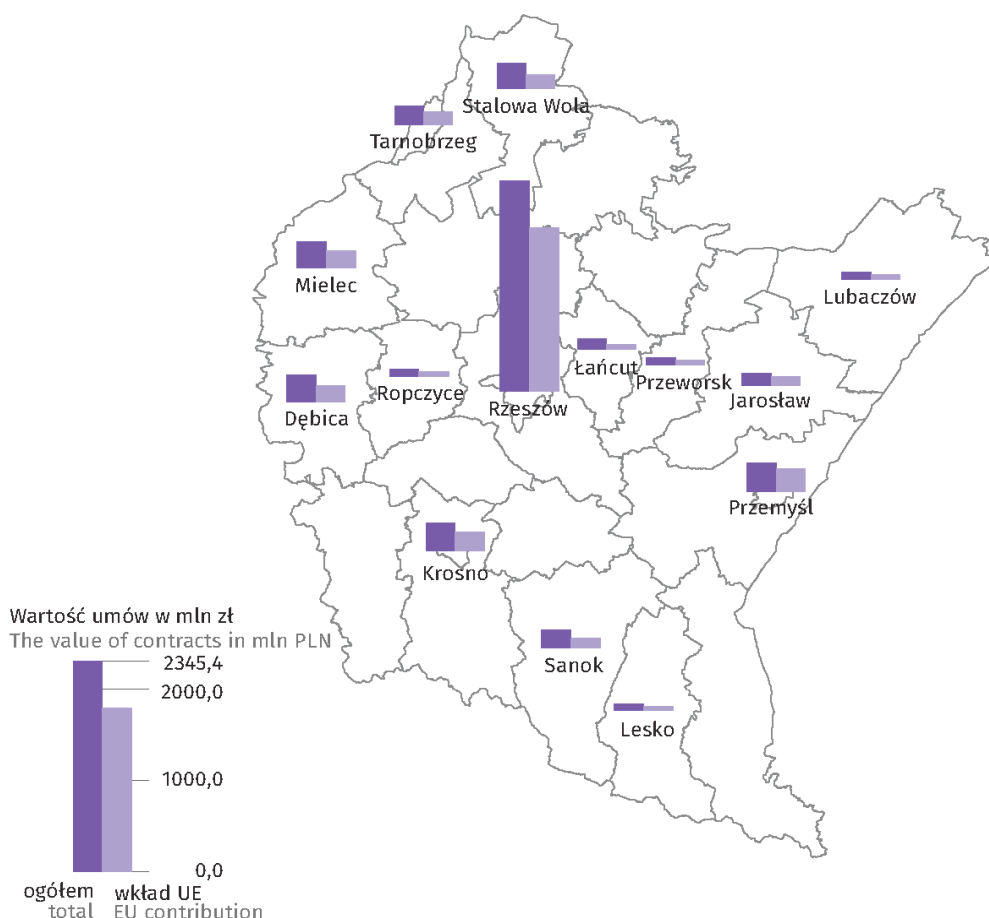 Stalowa Wola
Tarnobrzeg
Mielec
Lubaczów
Łańcut
Przeworsk
Ropczyce
Jarosław
Dębica
Rzeszów
Przemyśl
Krosno
Sanok
Lesko
Wartość umów w mln zł
The value of contracts in mln PLN
2345,4
2000,0
1000,0
0,0
ogółem wkład UE
total EU contribution